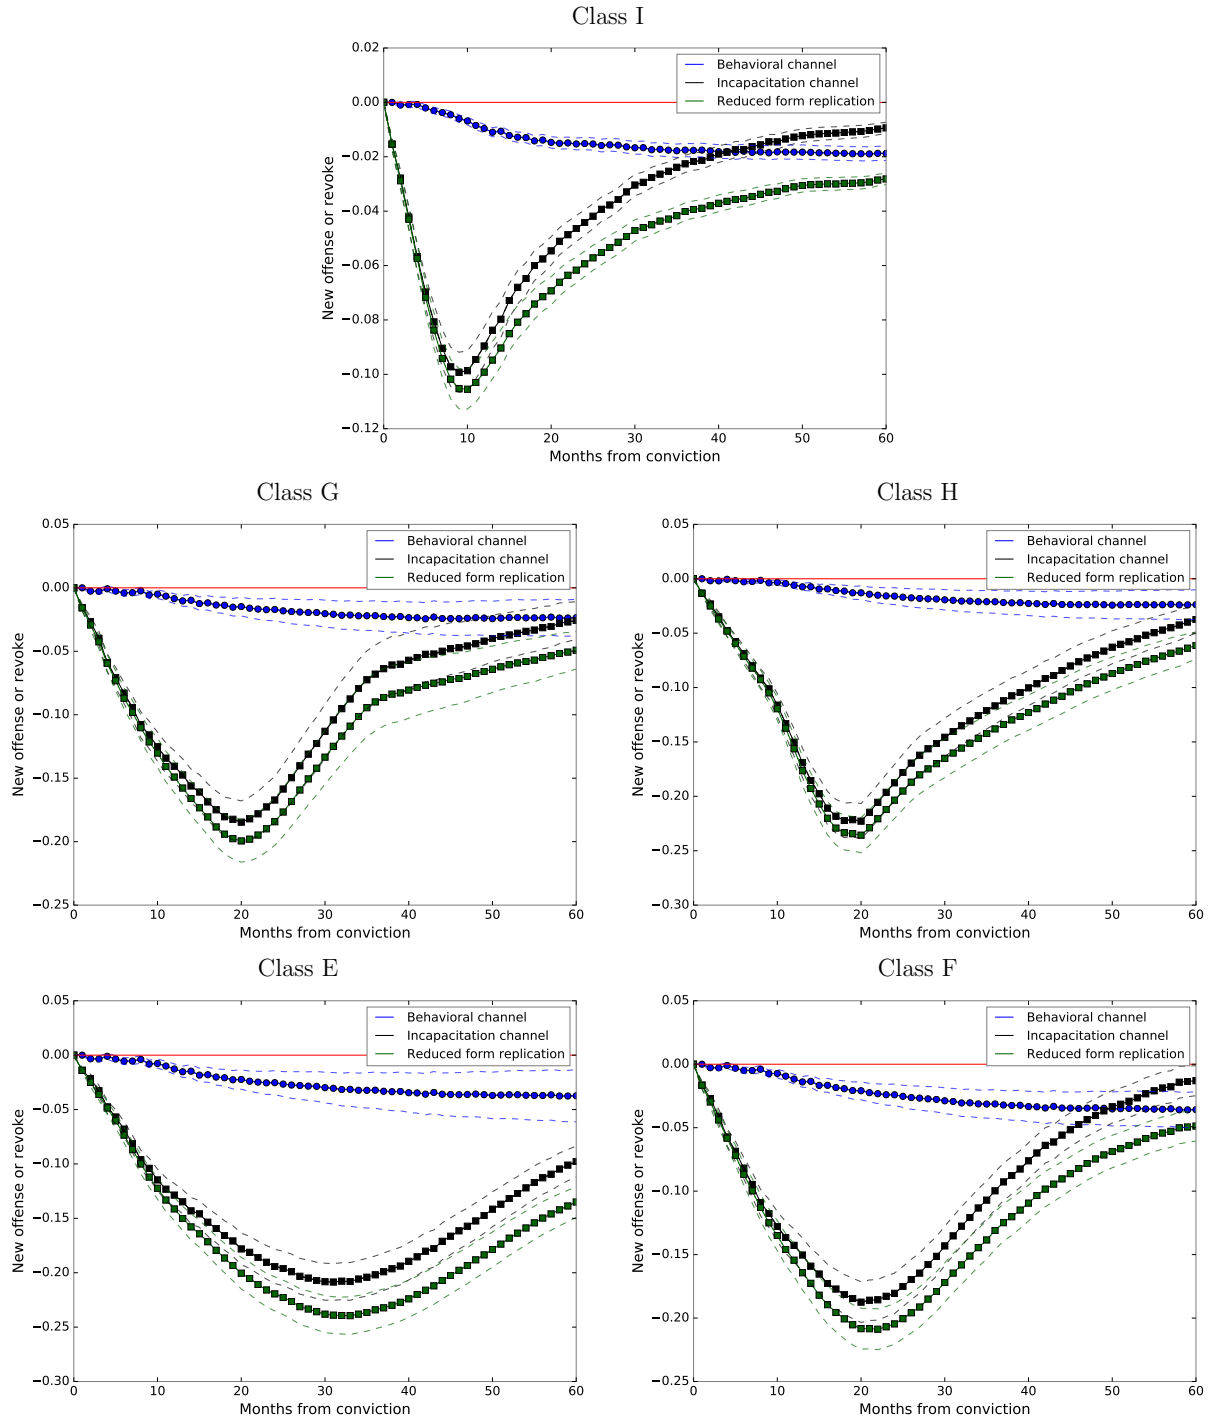 Class I
0.02
0.00
−0.02
−0.04
−0.06
−0.08
−0.10
−0.12
New offense or revoke
Behavioral channel
Incapacitation channel
Reduced form replication
0 10 20 30 40 50 60
Months from conviction
Class G
0.05
0.00
−0.05
−0.10
−0.15
−0.20
−0.25
New offense or revoke
Behavioral channel
Incapacitation channel
Reduced form replication
0 10 20 30 40 50 60
Months from conviction
Class H
0.05
0.00
−0.05
−0.10
−0.15
−0.20
−0.25
−0.30
New offense or revoke
Behavioral channel
Incapacitation channel
Reduced form replication
0 10 20 30 40 50 60
Months from conviction
Class E
0.05
0.00
−0.05
−0.10
−0.15
−0.20
−0.25
−0.30
New offense or revoke
Behavioral channel
Incapacitation channel
Reduced form replication
0 10 20 30 40 50 60
Months from conviction
Class F
0.05
0.00
−0.05
−0.10
−0.15
−0.20
−0.25
New offense or revoke
Behavioral channel
Incapacitation channel
Reduced form replication
0 10 20 30 40 50 60
Months from conviction